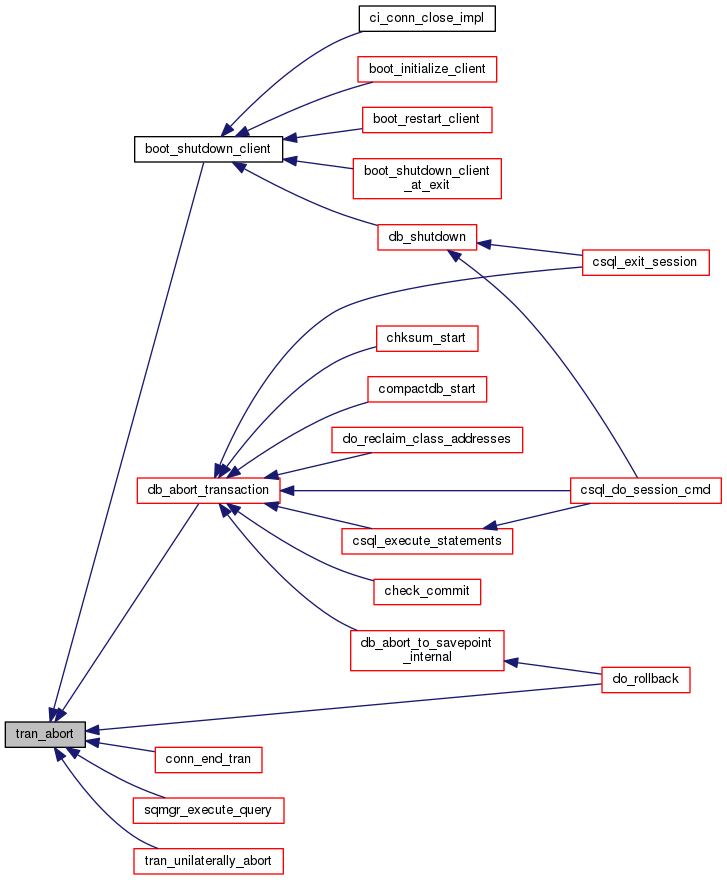 ci_conn_close_impl
boot_initialize_client
boot_restart_client
boot_shutdown_client
boot_shutdown_client
_at_exit
db_shutdown
csql_exit_session
chksum_start
compactdb_start
do_reclaim_class_addresses
db_abort_transaction
csql_do_session_cmd
csql_execute_statements
check_commit
db_abort_to_savepoint
_internal
do_rollback
tran_abort
conn_end_tran
sqmgr_execute_query
tran_unilaterally_abort